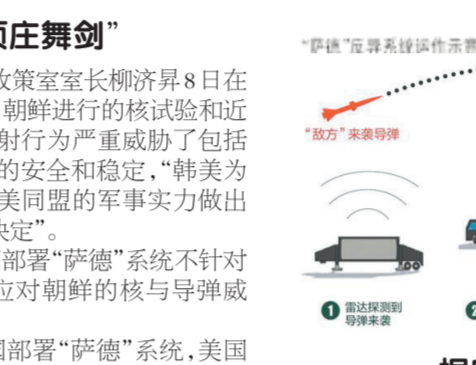 庄舞剑”
政策室室长柳济昇8日在
朝鲜进行的核试验和近
射行为严重威胁了包括
的安全和稳定，“韩美为
美同盟的军事实力做出
决定”。
部署“萨德”系统不针对
应对朝鲜的核与导弹威
国部署“萨德”系统，美国
“萨德”反导系统运作示意
“敌方”来袭导弹
1 雷达探测到
导弹来袭
2